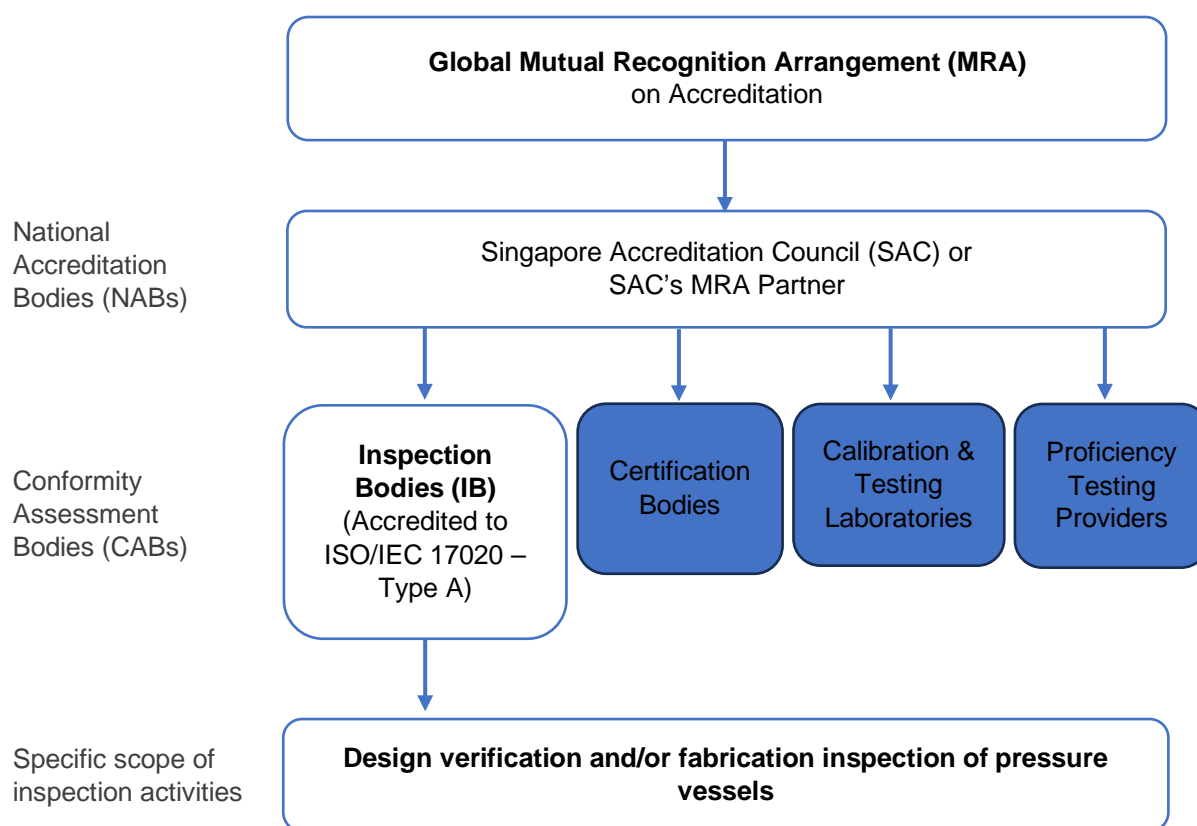 Global Mutual Recognition Arrangement (MRA)
on Accreditation
National
Accreditation
Bodies (NABs)
Singapore Accreditation Council (SAC) or
SAC’s MRA Partner
Conformity
Assessment
Bodies (CABs)
Inspection
Bodies (IB)
(Accredited to
ISO/IEC 17020 –
Type A)
Certification
Bodies
Calibration &
Testing
Laboratories
Proficiency
Testing
Providers
Specific scope of
inspection activities
Design verification and/or fabrication inspection of pressure
vessels